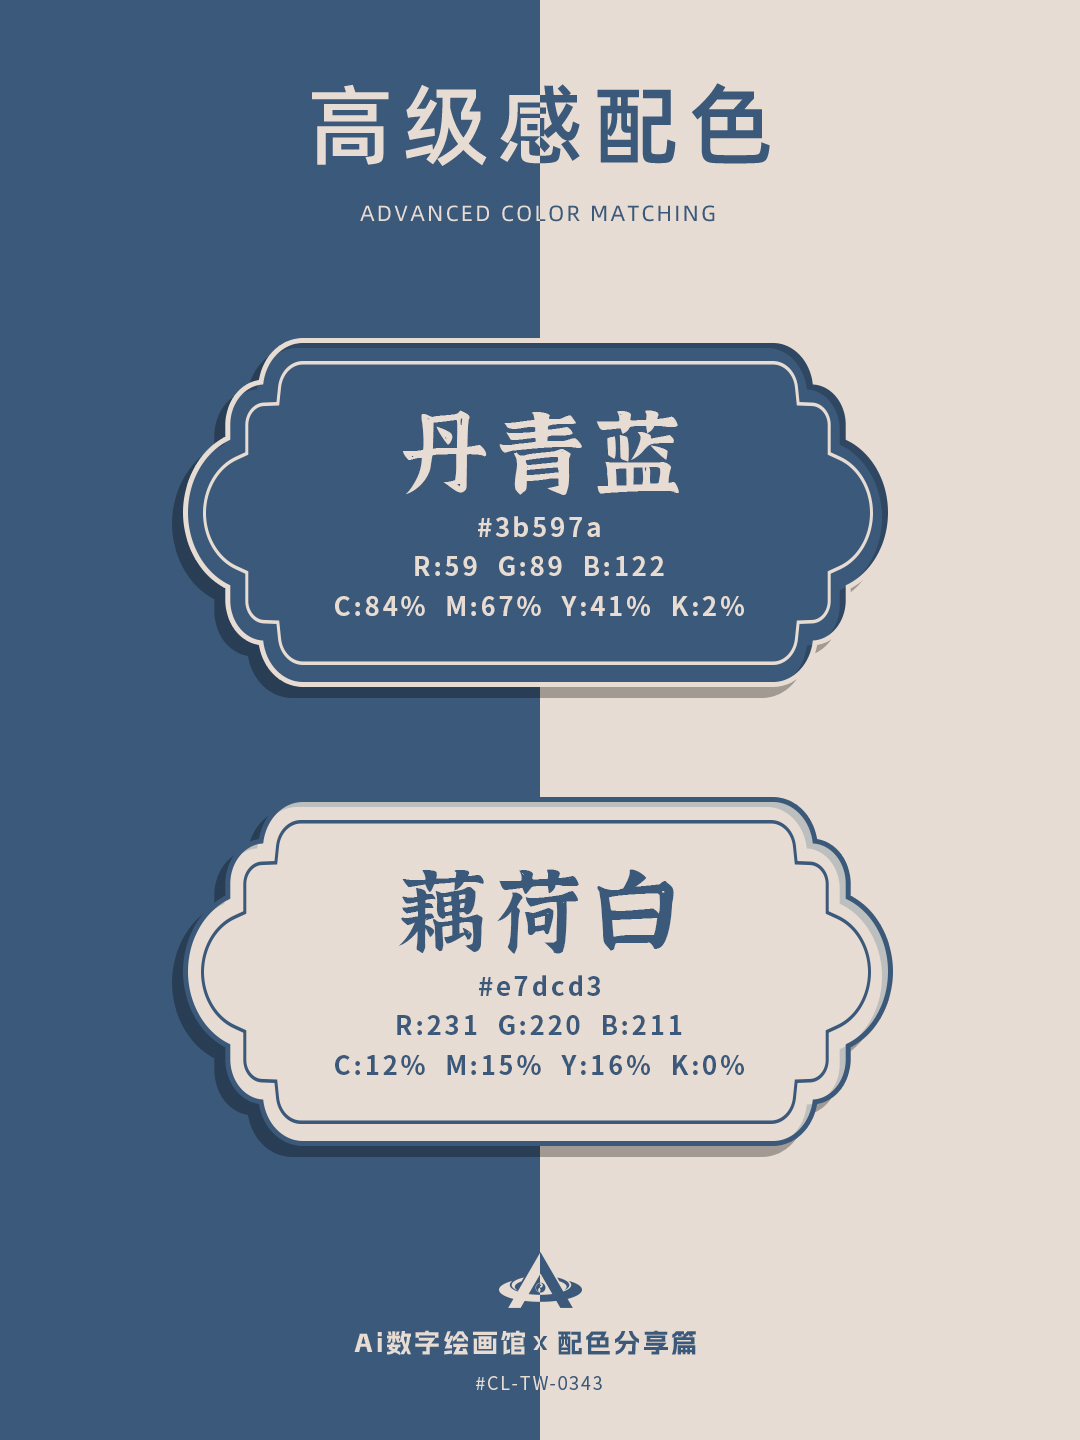 高级感配色
ADVANCED COLOR MATCHING
丹青蓝
#3b597a
R:59 G:89 B:122
C:84% M:67% Y:41% K:2%
藕荷白
#e7dcd3
R:231 G:220 B:211
C:12% M:15% Y:16% K:0%
Ai数字绘画馆 x 配色分享篇
#CL-TW-0343